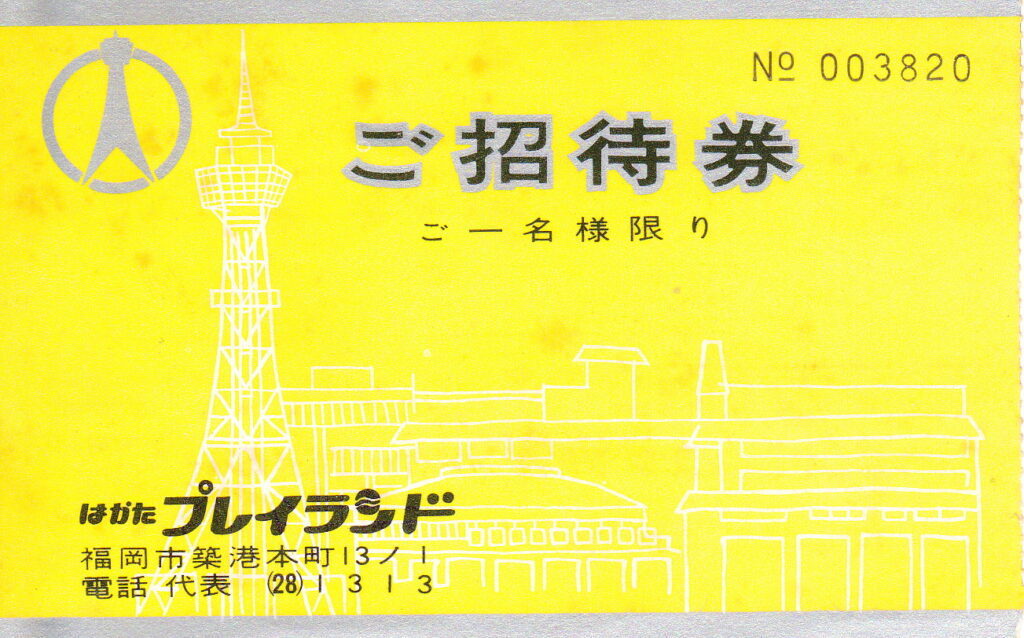 № 003820
ご招待券
ご一名様限り
はかた プレイランド
福岡市築港本町13ノ1
電話 代表 (28)1313